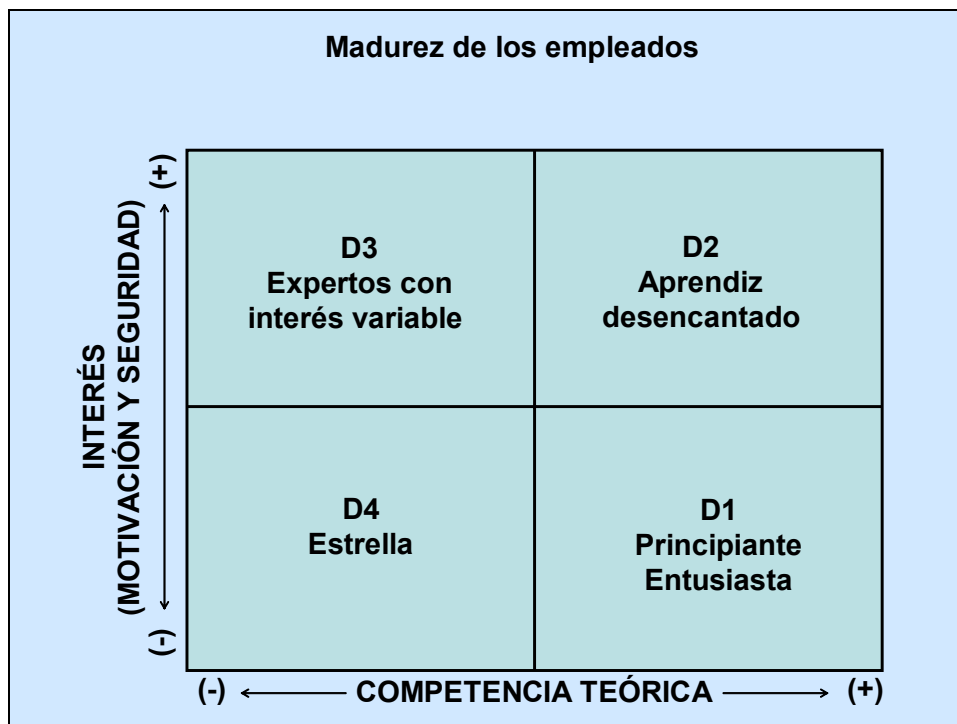 Madurez de los empleados
(+)
INTERÉS
(MOTIVACIÓN Y SEGURIDAD)
(-)
D3
Expertos con
interés variable
D2
Aprendiz
desencantado
D4
Estrella
D1
Principiante
Entusiasta
(-)
COMPETENCIA TEÓRICA
(+)